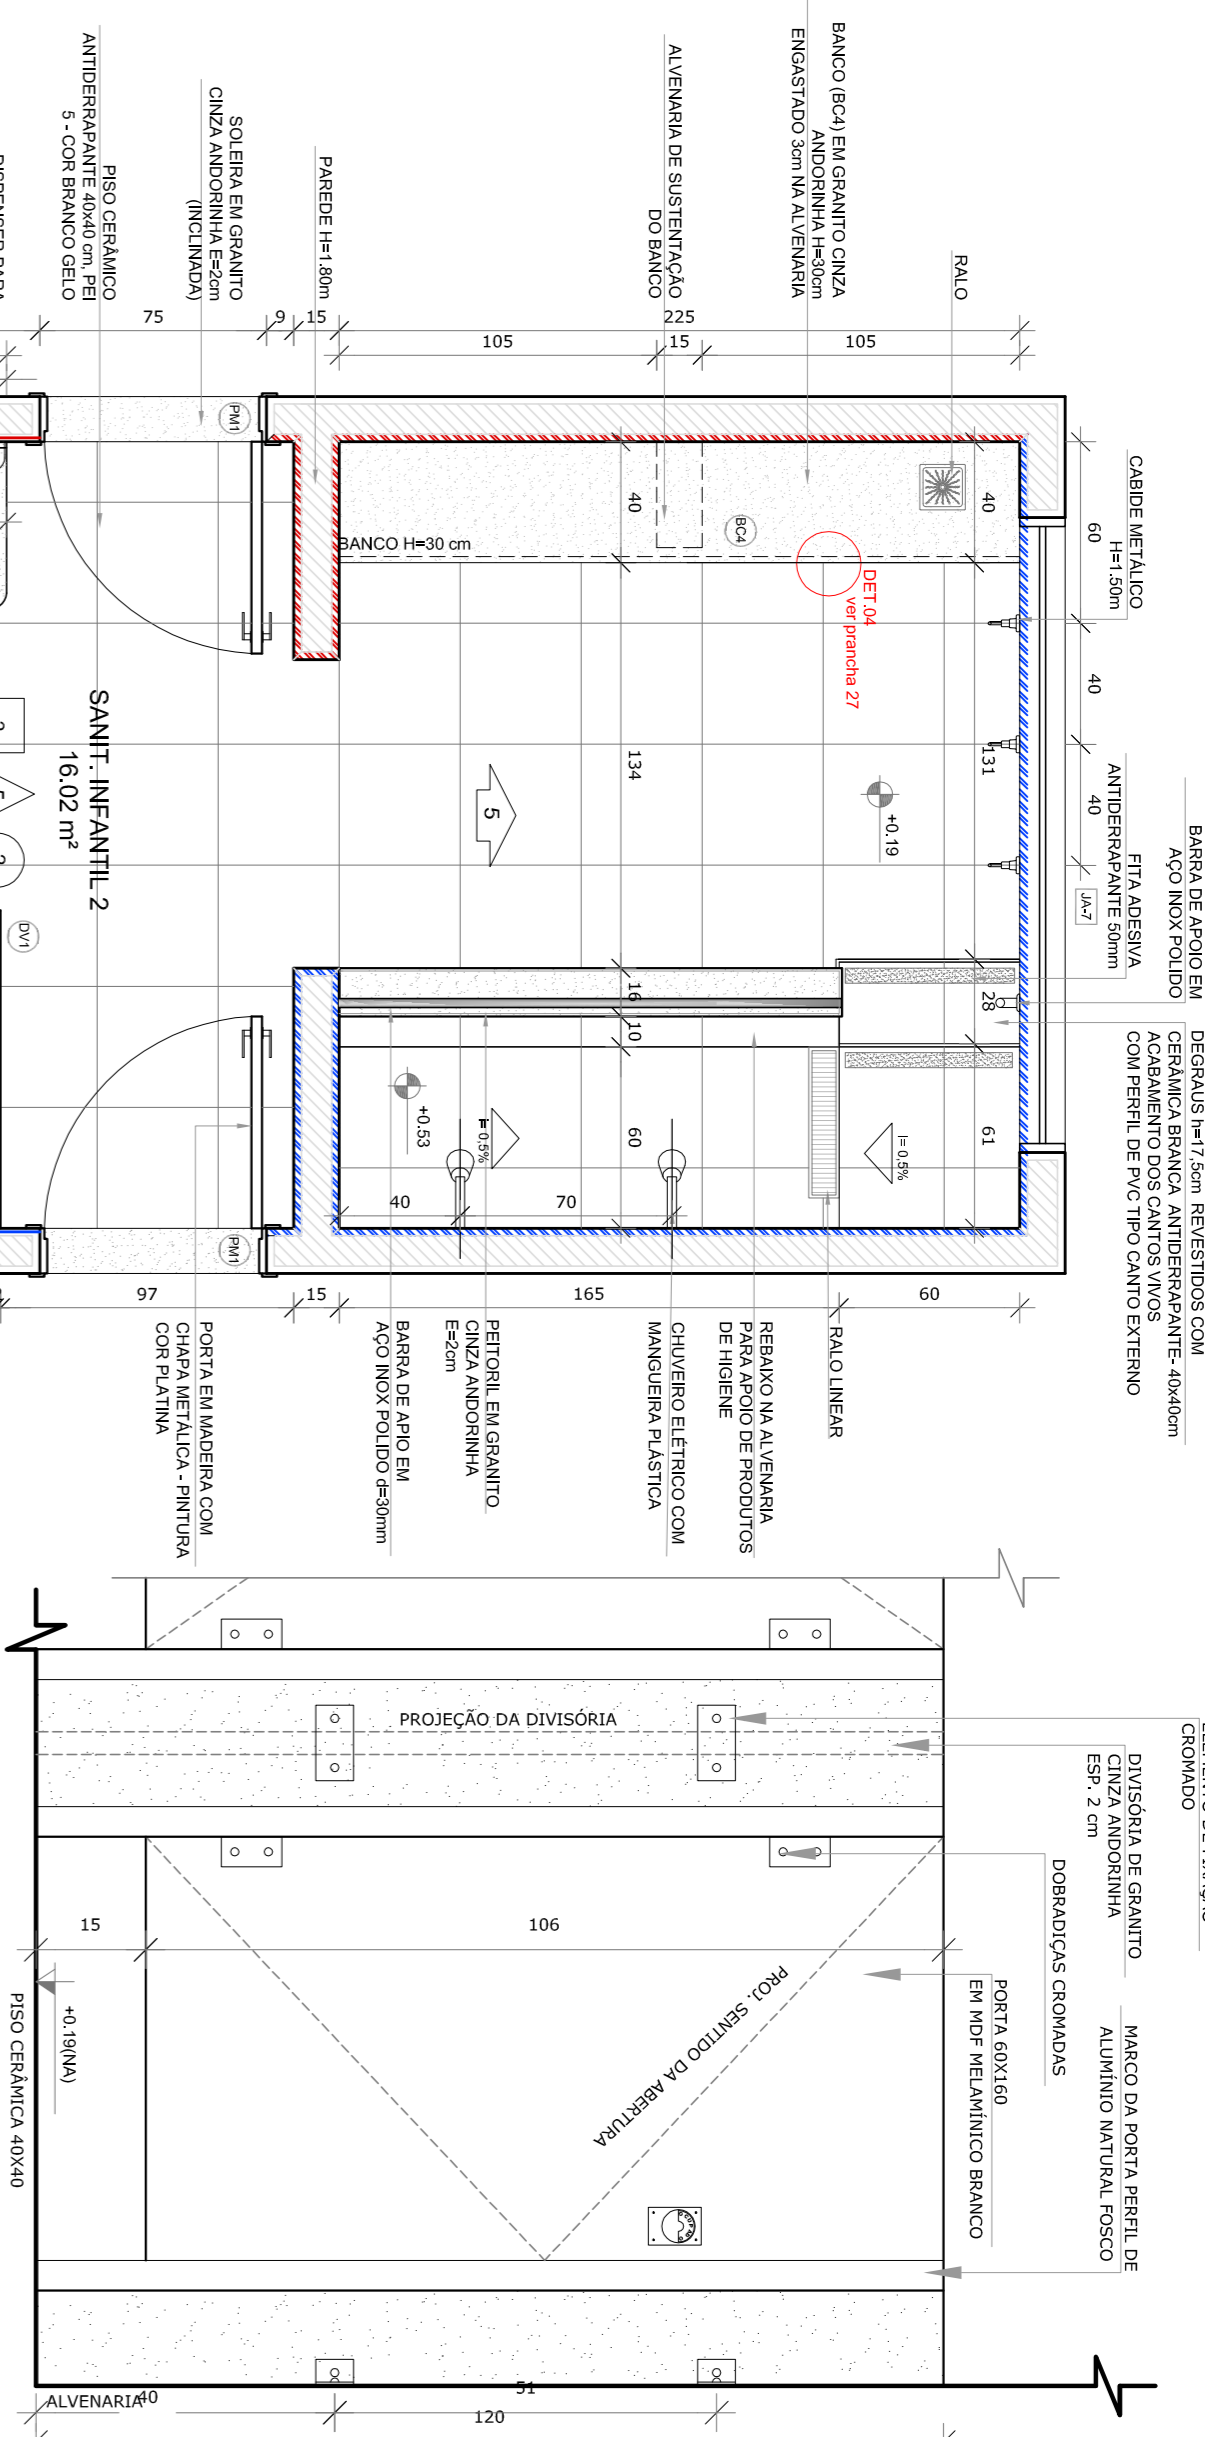 BANCO (BC4) EM GRANITO CINZA
ANDORINHA H=30cm
ENGASTADO 3cm NA ALVENARIA
RALO
ALVENARIA DE SUSTENTAÇÃO
DO BANCO
PAREDE H=1.80m
SOLEIRA EM GRANITO
CINZA ANDORINHA E=2cm
(INCLINADA)
PISO CERÂMICO
ANTIDERRAPANTE 40x40 cm, PEI
5 - COR BRANCO GELO
DISPENSER PARA
75
9
15
225
105
15
105
CABIDE METÁLICO
H=1.50m
60
40
40
FITA ADESIVA
ANTIDERRAPANTE 50mm
BARRA DE APOIO EM
AÇO INOX POLIDO
JA-7
DEGRAUS h=17,5cm REVESTIDOS COM
CERÂMICA BRANCA ANTIDERRAPANTE- 40x40cm
ACABAMENTO DOS CANTOS VIVOS
COM PERFIL DE PVC TIPO CANTO EXTERNO
PM1
40
40
BC4
BANCO H=30 cm
DET.04
ver prancha 27
134
131
+0.19
5
SANIT. INFANTIL 2
16.02 m²
DV1
16
10
28
60
61
+0.53
I= 0,5%
I= 0,5%
40
70
PM1
97
15
165
60
RALO LINEAR
REBAIXO NA ALVENARIA
PARA APOIO DE PRODUTOS
DE HIGIENE
CHUVEIRO ELÉTRICO COM
MANGUEIRA PLÁSTICA
PEITORIL EM GRANITO
CINZA ANDORINHA
E=2cm
BARRA DE APIO EM
AÇO INOX POLIDO d=30mm
PORTA EM MADEIRA COM
CHAPA METÁLICA - PINTURA
COR PLATINA
PROJEÇÃO DA DIVISÓRIA
CROMADO
DIVISÓRIA DE GRANITO
CINZA ANDORINHA
ESP. 2 cm
DOBRADIÇAS CROMADAS
15
106
PORTA 60X160
EM MDF MELAMÍNICO BRANCO
PROJ. SENTIDO DA ABERTURA
MARCO DA PORTA PERFIL DE
ALUMÍNIO NATURAL FOSCO
+0.19(NA)
PISO CERÂMICA 40X40
ALVENARIA
40
51
120